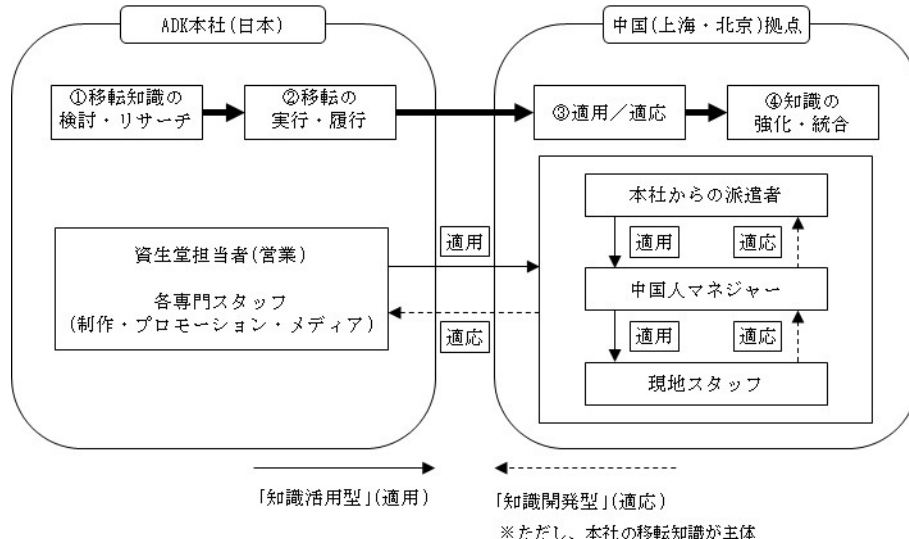 ADK本社(日本)
中国(上海・北京)拠点
①移転知識の
検討・リサーチ
②移転の
実行・履行
③適用／適応
④知識の
強化・統合
資生堂担当者(営業)
各専門スタッフ
(制作・プロモーション・メディア)
適用
適応
本社からの派遣者
適用
適応
中国人マネジャー
適用
適応
現地スタッフ
「知識活用型」(適用)
「知識開発型」(適応)
※ただし、本社の移転知識が主体